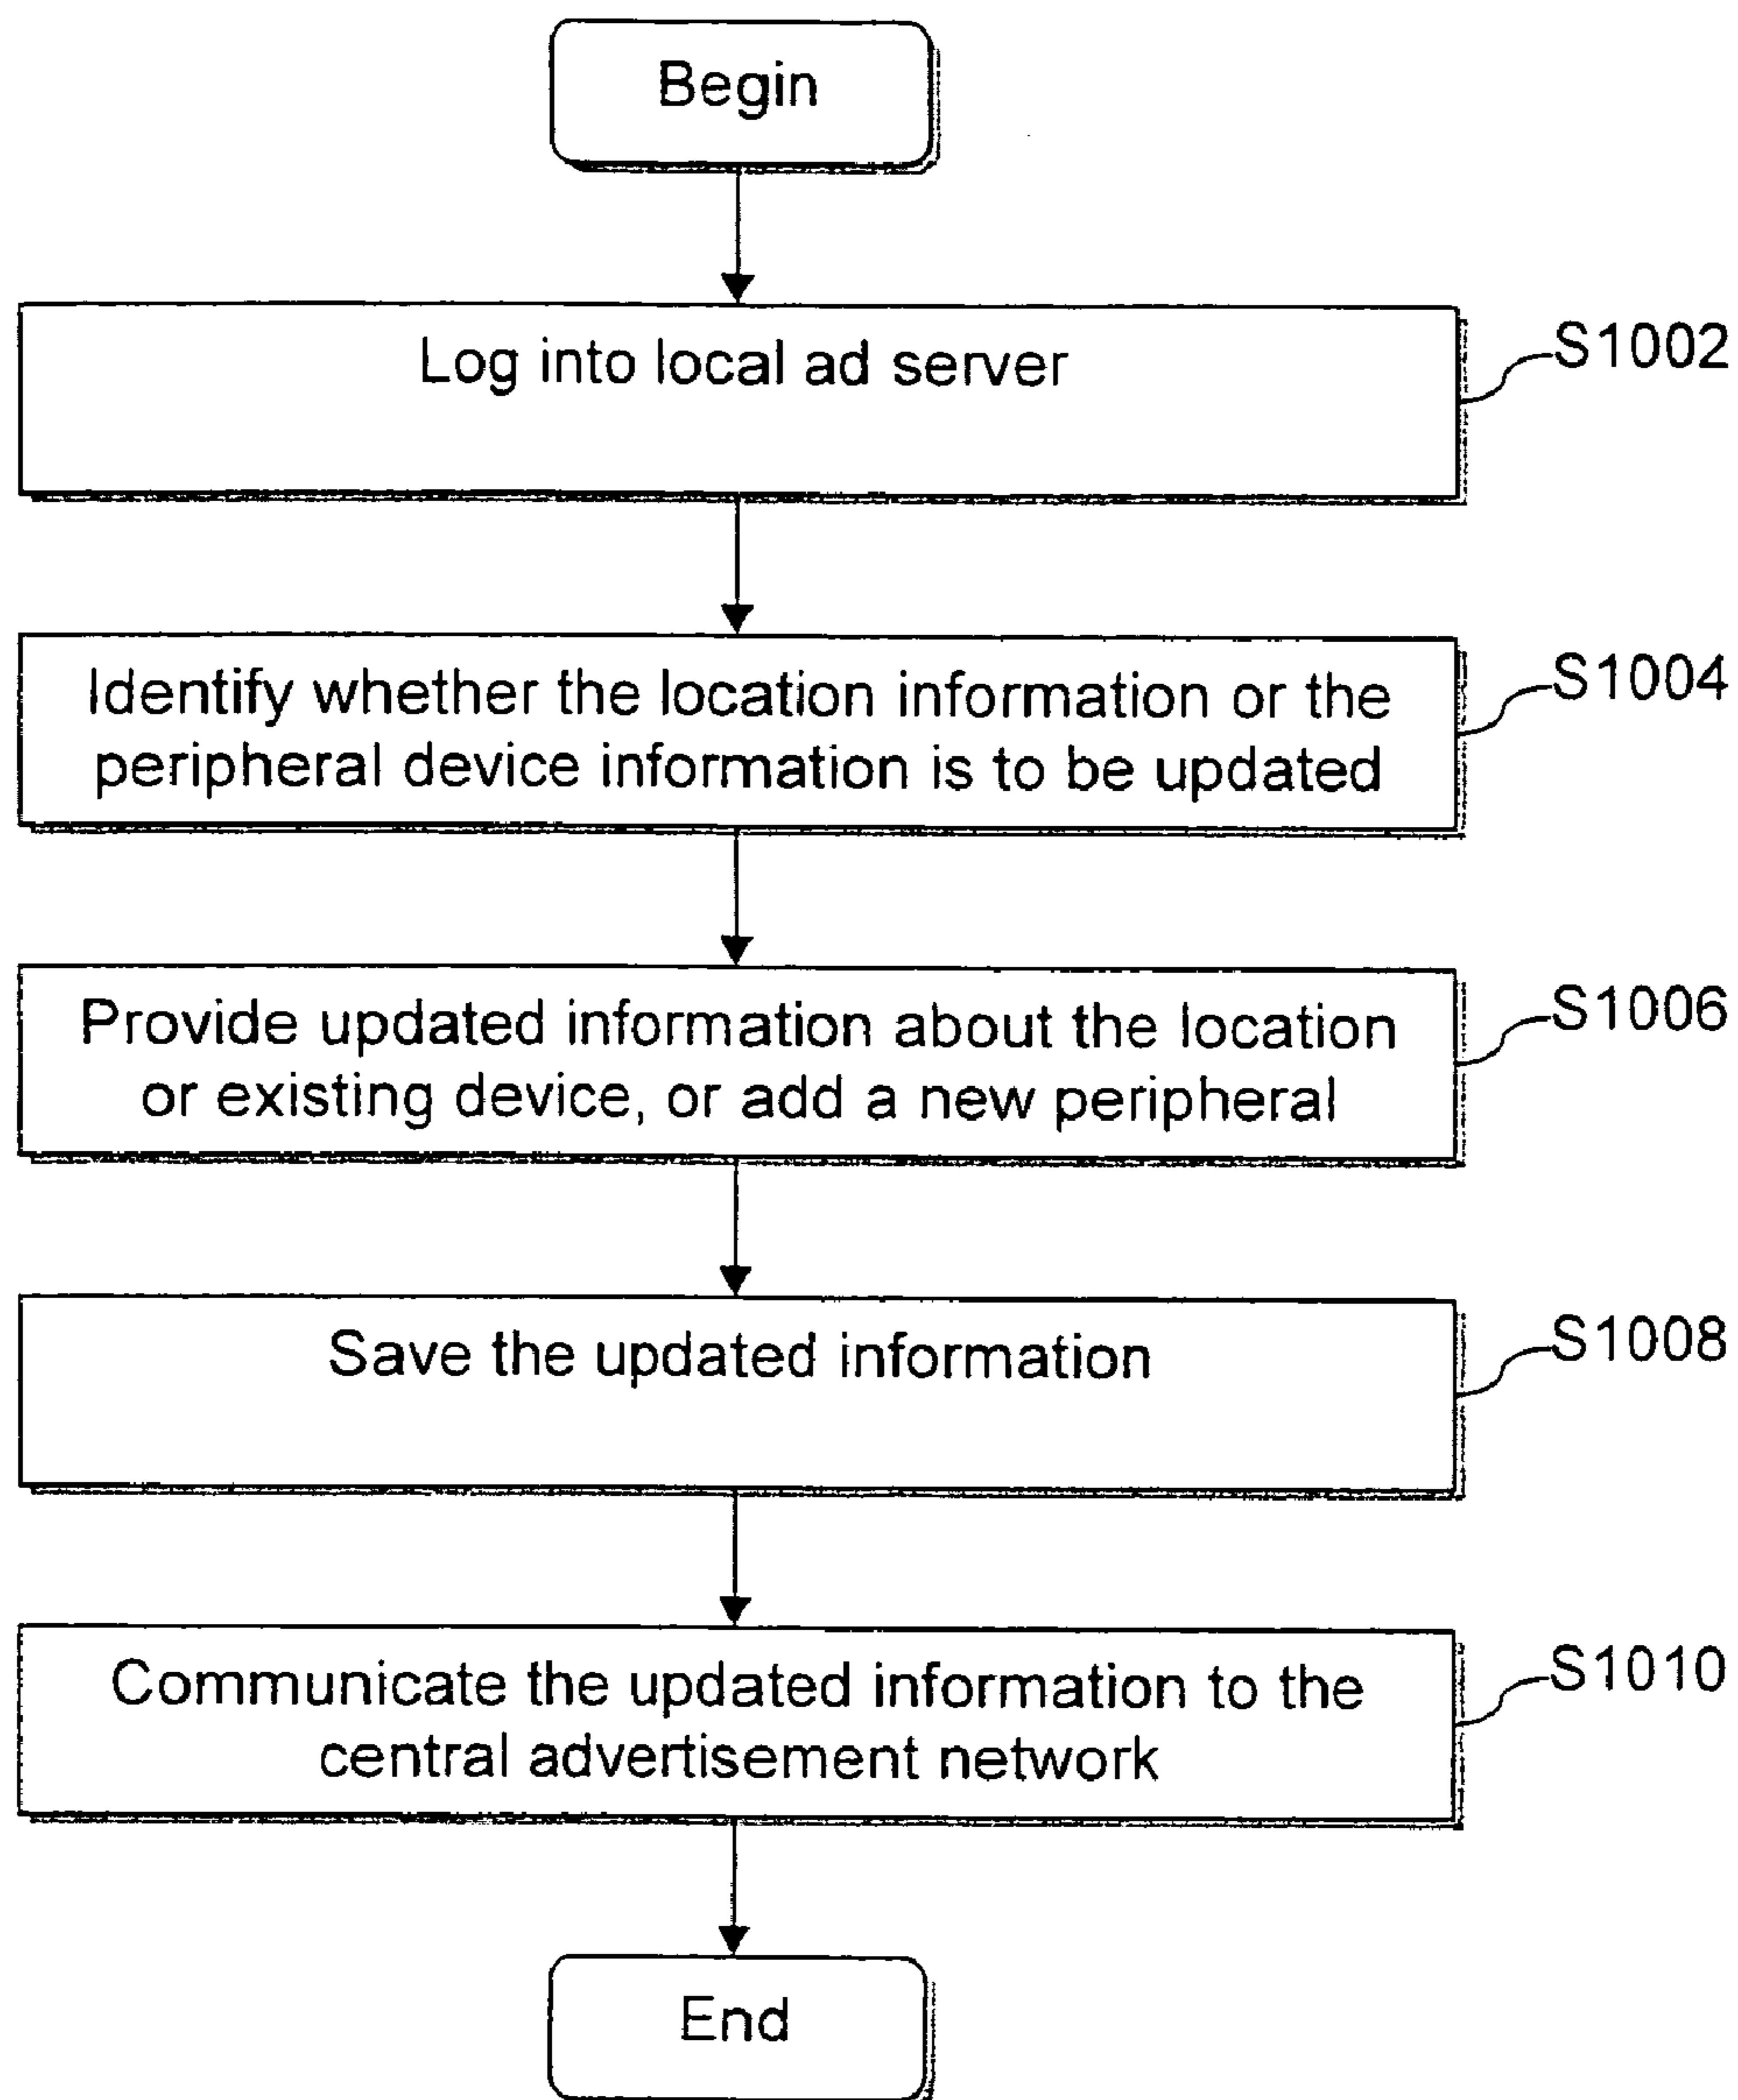 Begin
Log into local ad server
S1002
Identify whether the location information or the
peripheral device information is to be updated
S1004
Provide updated information about the location
or existing device, or add a new peripheral
S1006
Save the updated information
S1008
Communicate the updated information to the
central advertisement network
S1010
End